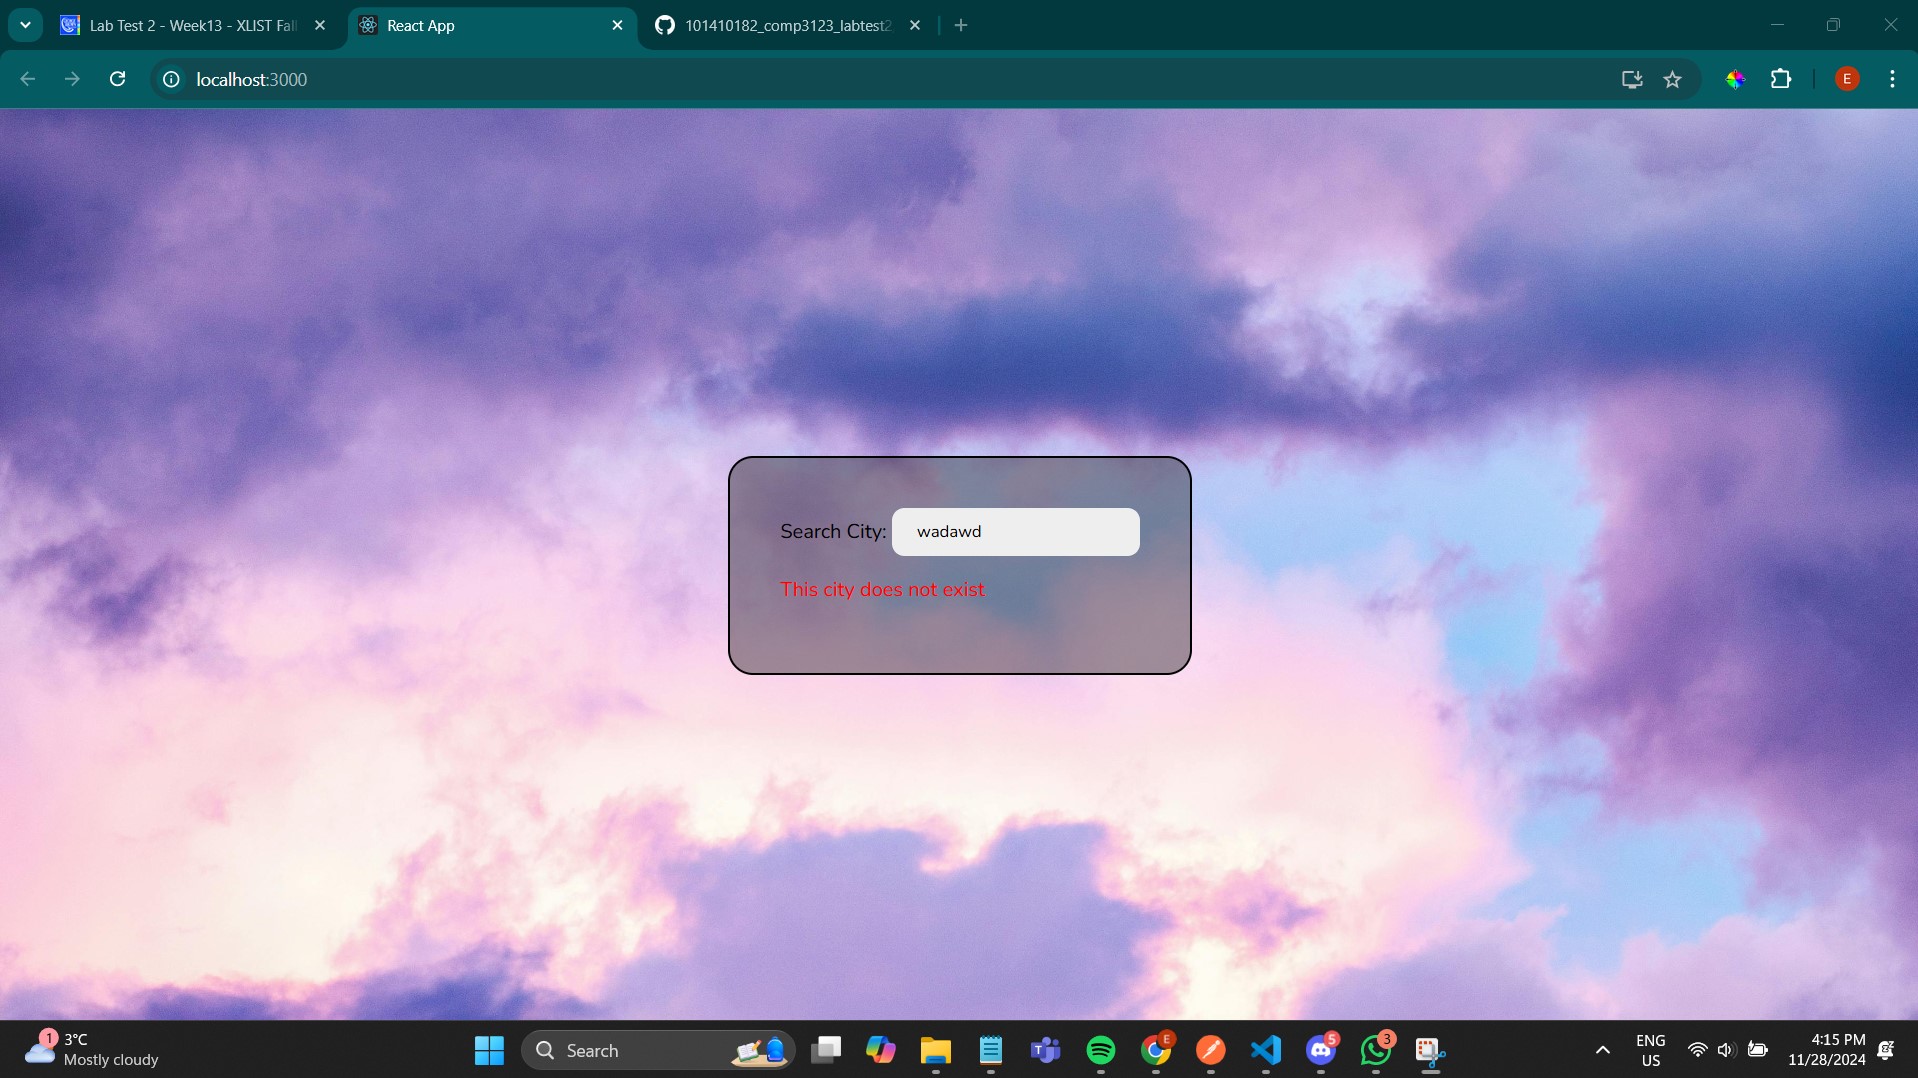 Lab Test 2 - Week13 - XLIST Fal
React App
101410182_comp3123_labtest2
localhost:3000
E
Search City: wadawd
This city does not exist
1
3°C
Mostly cloudy
Search
E
5
3
ENG
US
4:15 PM
11/28/2024